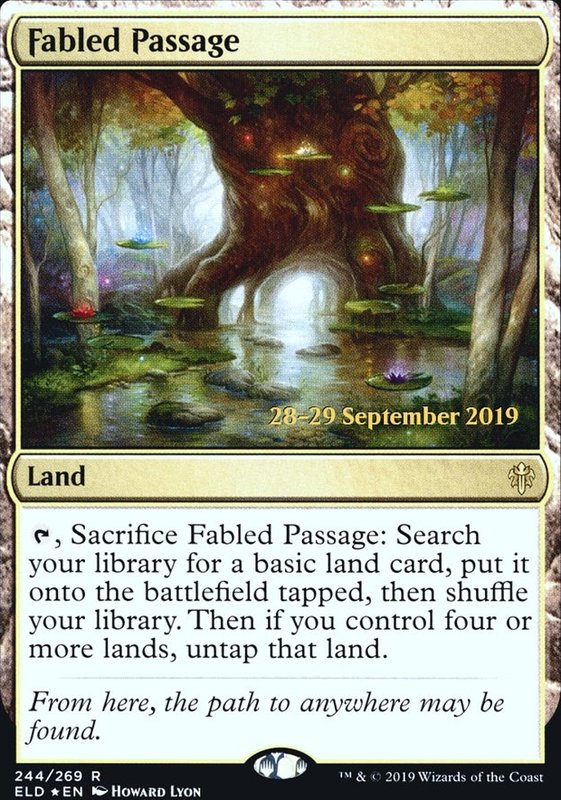 Fabled Passage
28–29 September 2019
Land
, Sacrifice Fabled Passage: Search
your library for a basic land card, put it
onto the battlefield tapped, then shuffle
your library. Then if you control four or
more lands, untap that land.
From here, the path to anywhere may be
found.
244/269 R
ELD ★ EN Howard Lyon
™ & © 2019 Wizards of the Coast